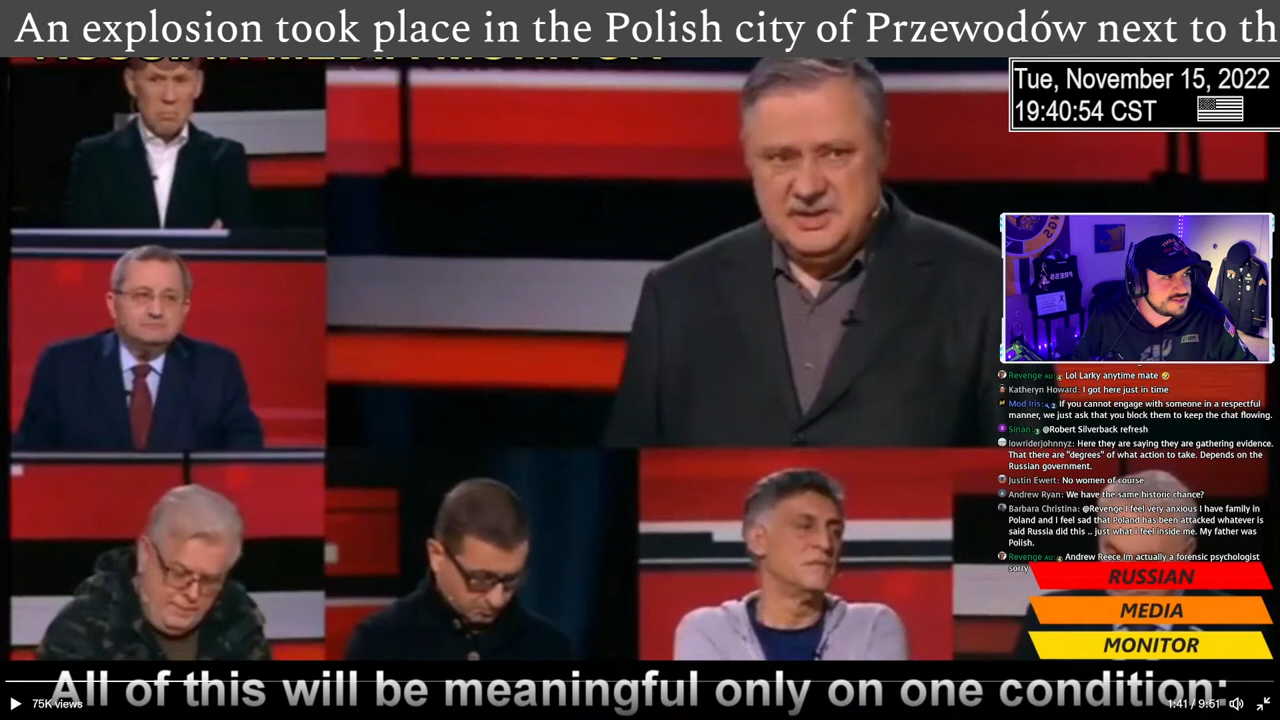 An explosion took place in the Polish city of Przewodów next to th
RUSSIAN MEDIA MONITOR
Tue, November 15, 2022
19:40:54 CST
PRESS
Revenge AU: Lol Larky anytime mate
Katheryn Howard: I got here just in time
Mod Iris: 2 If you cannot engage with someone in a respectful
manner, we just ask that you block them to keep the chat flowing.
Sinan: @Robert Silverback refresh
lowriderjohnnyz: Here they are saying they are gathering evidence.
That there are "degrees" of what action to take. Depends on the
Russian government.
Justin Ewert: No women of course
Andrew Ryan: We have the same historic chance?
Barbara Christina: @Revenge I feel very anxious I have family in
Poland and I feel sad that Poland has been attacked whatever is
said Russia did this .. just what i feel inside me. My father was
Polish.
Revenge AU: Andrew Reece Im actually a forensic psychologist
sorry
RUSSIAN
MEDIA
MONITOR
All of this will be meaningful only on one condition:
75K views
1:41 / 9:51